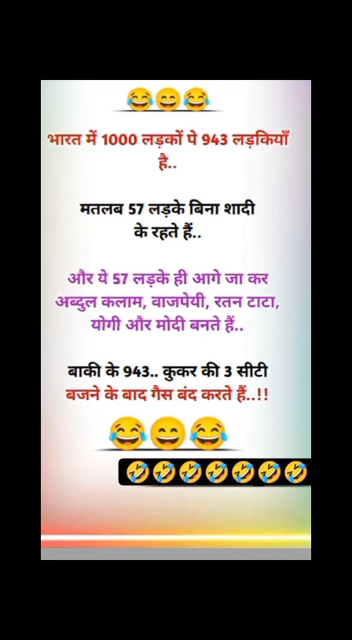 😂😄😂
भारत में 1000 लड़कों पे 943 लड़कियाँ
है..
मतलब 57 लड़के बिना शादी
के रहते हैं..
और ये 57 लड़के ही आगे जा कर
अब्दुल कलाम, वाजपेयी, रतन टाटा,
योगी और मोदी बनते हैं..
बाकी के 943.. कुकर की 3 सीटी
बजने के बाद गैस बंद करते हैं..!!
😂😄😂
🤣🤣🤣🤣🤣🤣🤣